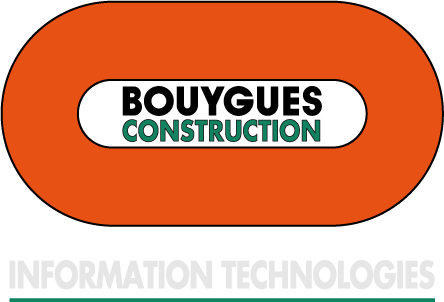 BOUYGUES
CONSTRUCTION
INFORMATION TECHNOLOGIES